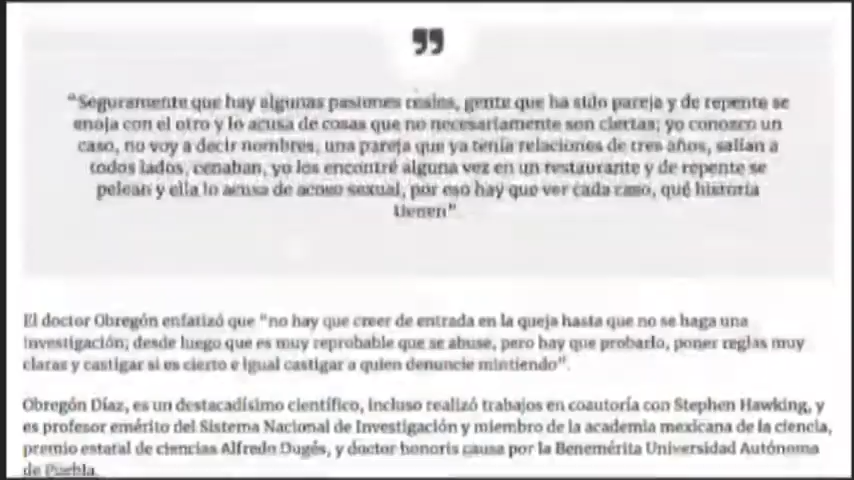 ”
“Seguramente que hay algunas pasiones reales, gente que ha sido pareja y de repente se
enoja con el otro y lo acusa de cosas que no necesariamente son ciertas; yo conozco un
caso, no voy a decir nombres, una pareja que ya tenía relaciones de tres años, salían a
todos lados, cenaban, yo los encontré alguna vez en un restaurante y de repente se
pelean y ella lo acusa de acoso sexual, por eso hay que ver cada caso, qué historia
tienen”
El doctor Obregón enfatizó que “no hay que creer de entrada en la queja hasta que no se haga una
investigación; desde luego que es muy reprobable que se abuse, pero hay que probarlo, poner reglas muy
claras y castigar si es cierto e igual castigar a quien denuncie mintiendo”.
Obregón Díaz, es un destacadísimo científico, incluso realizó trabajos en coautoría con Stephen Hawking, y
es profesor emérito del Sistema Nacional de Investigación y miembro de la academia mexicana de la ciencia,
premio estatal de ciencias Alfredo Dugés, y doctor honoris causa por la Benemérita Universidad Autónoma
de Puebla.